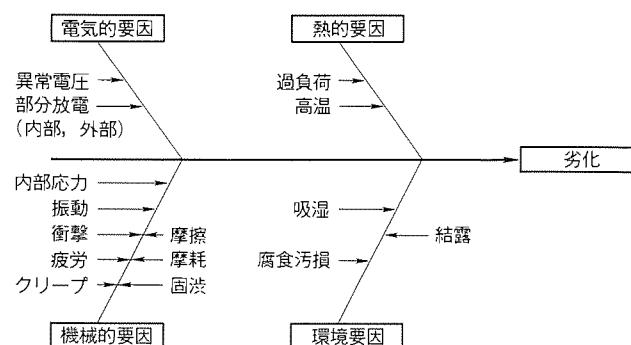 電気的要因
熱的要因
異常電圧
部分放電
(内部, 外部)
過負荷
高温
劣化
内部応力
振動
衝撃
摩擦
疲労
摩耗
クリープ
固渋
吸湿
結露
腐食汚損
機械的要因
環境要因